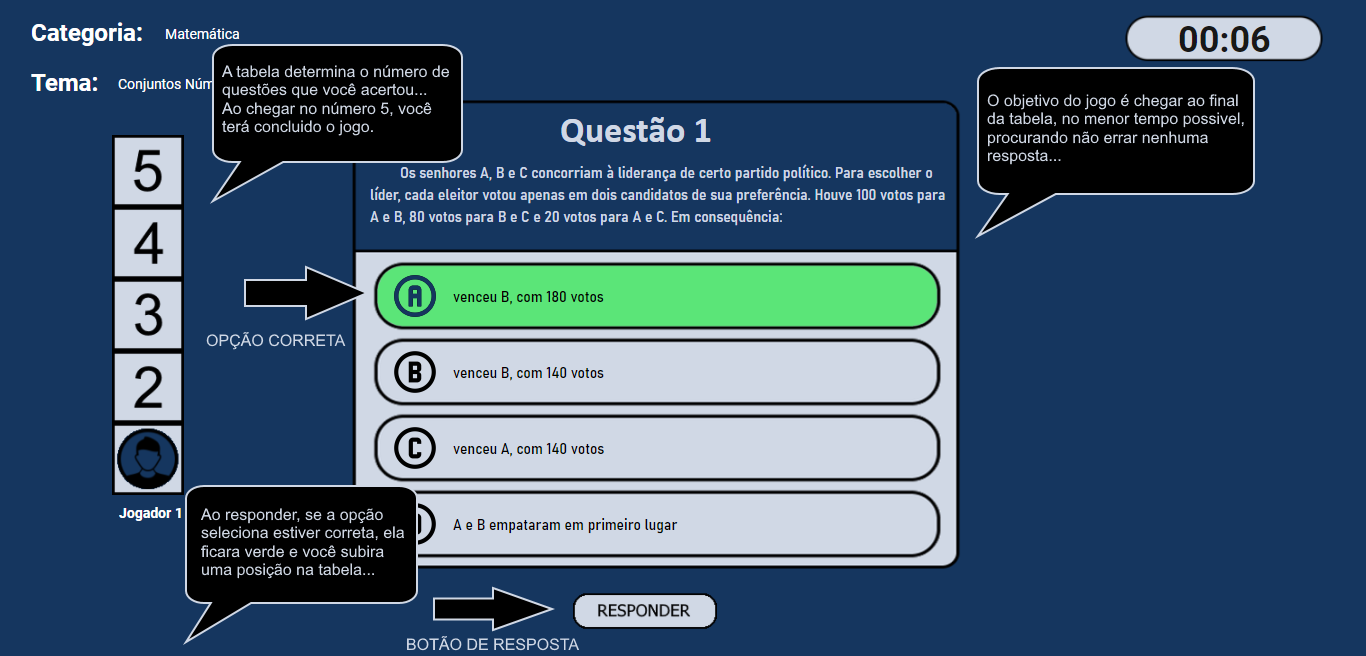 Categoria: Matemática
00:06
Tema: Conjuntos
A tabela determina o número de
questões que você acertou...
Ao chegar no número 5, você
terá concluido o jogo.
O objetivo do jogo é chegar ao final
da tabela, no menor tempo possivel,
procurando não errar nenhuma
resposta...
Questão 1
Os senhores A, B e C concorriam à liderança de certo partido político. Para escolher o
líder, cada eleitor votou apenas em dois candidatos de sua preferência. Houve 100 votos para
A e B, 80 votos para B e C e 20 votos para A e C. Em consequência:
5
4
3
2
Jogador 1
OPÇÃO CORRETA
A venceu B, com 180 votos
B venceu B, com 140 votos
C venceu A, com 140 votos
A e B empataram em primeiro lugar
Ao responder, se a opção
seleciona estiver correta, ela
ficara verde e você subira
uma posição na tabela...
RESPONDER
BOTÃO DE RESPOSTA